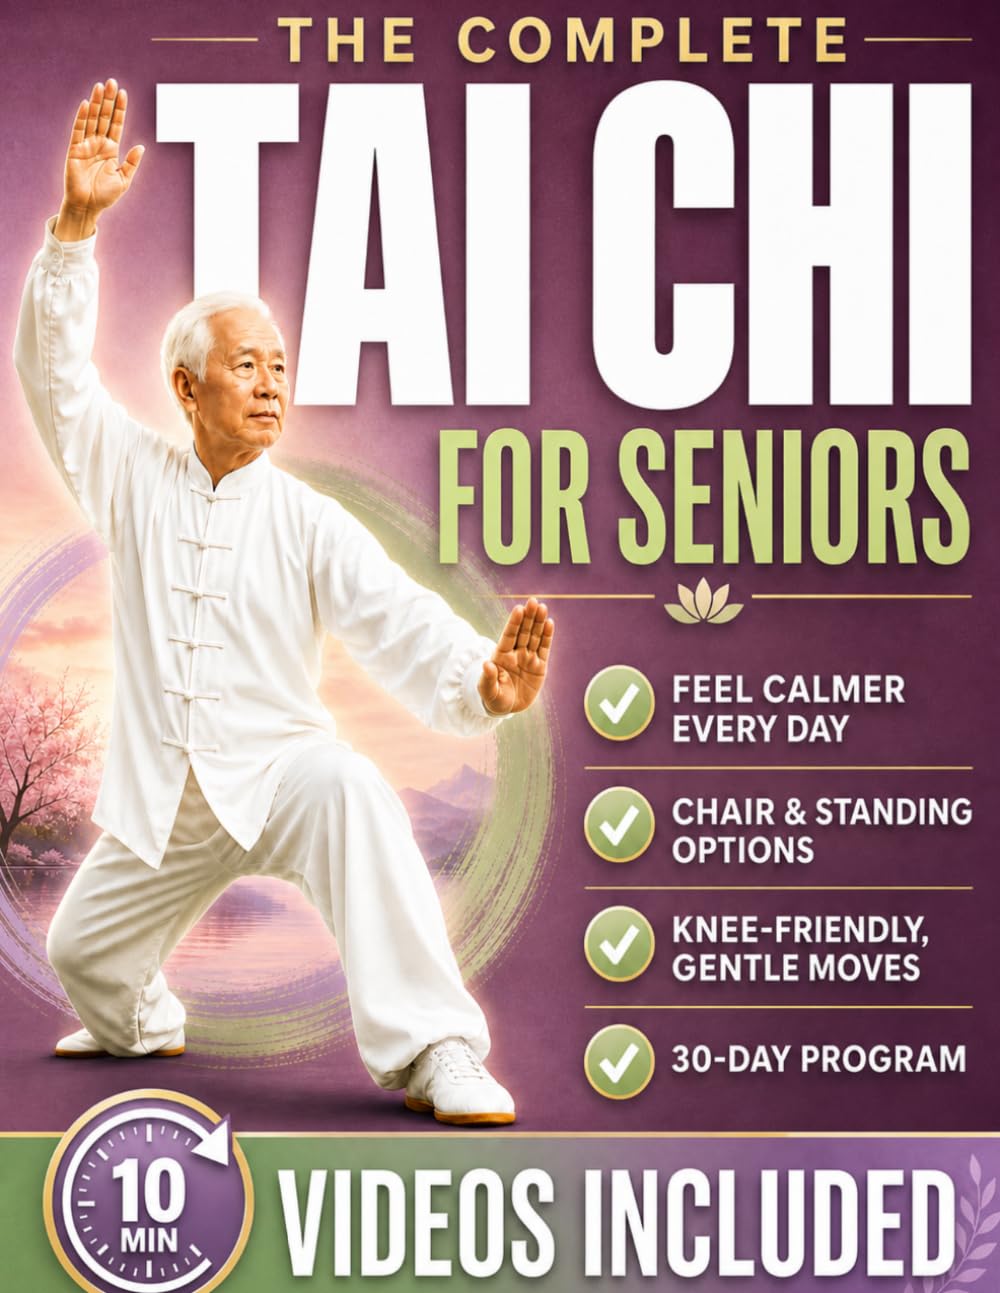 THE COMPLETE
TAI CHI
FOR SENIORS
FEEL CALMER
EVERY DAY
CHAIR & STANDING
OPTIONS
KNEE-FRIENDLY,
GENTLE MOVES
30-DAY PROGRAM
10
MIN
VIDEOS INCLUDED